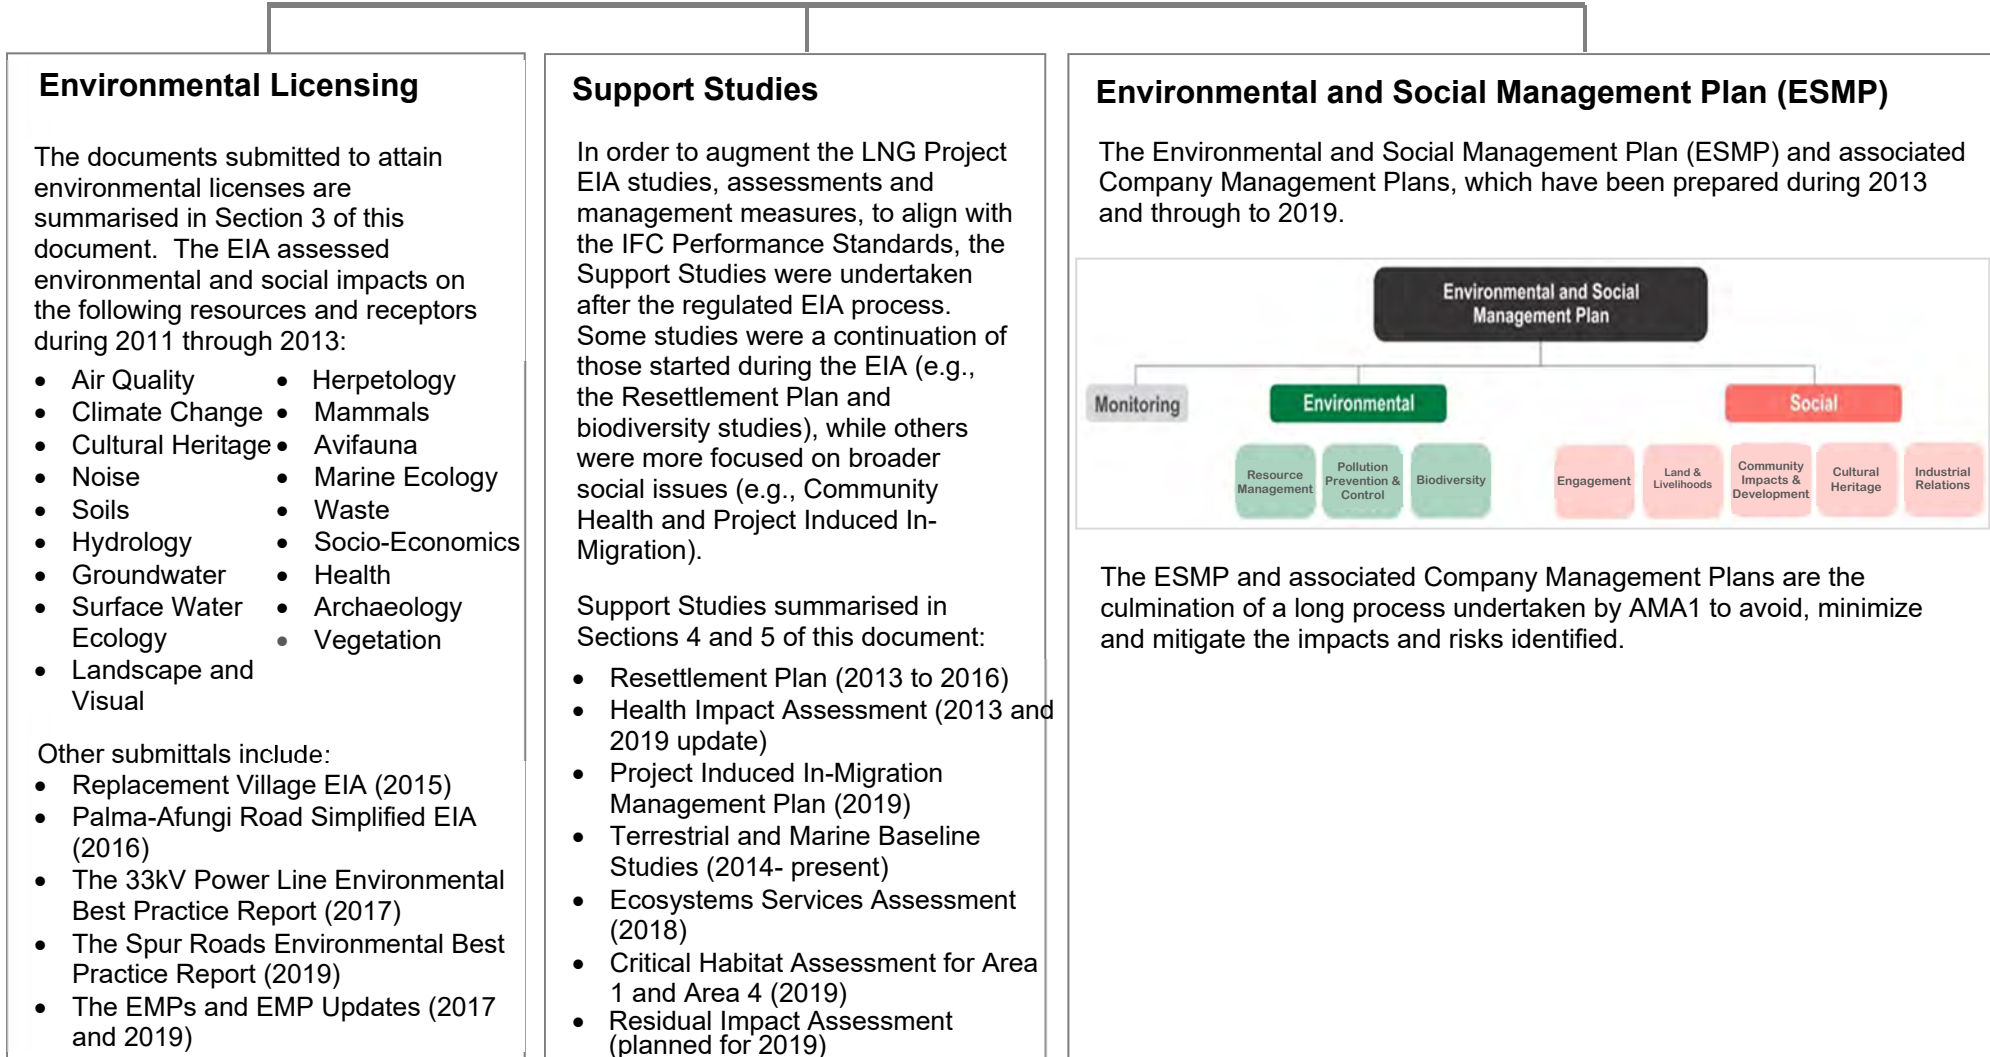 Environmental Licensing
The documents submitted to attain
environmental licenses are
summarised in Section 3 of this
document.  The EIA assessed
environmental and social impacts on
the following resources and receptors
during 2011 through 2013:
• Air Quality
• Climate Change
• Cultural Heritage
• Noise
• Soils
• Hydrology
• Groundwater
• Surface Water
Ecology
• Landscape and
Visual
• Herpetology
• Mammals
• Avifauna
• Marine Ecology
• Waste
• Socio-Economics
• Health
• Archaeology
• Vegetation
Other submittals include:
• Replacement Village EIA (2015)
• Palma-Afungi Road Simplified EIA
(2016)
• The 33kV Power Line Environmental
Best Practice Report (2017)
• The Spur Roads Environmental Best
Practice Report (2019)
• The EMPs and EMP Updates (2017
and 2019)
Support Studies
In order to augment the LNG Project
EIA studies, assessments and
management measures, to align with
the IFC Performance Standards, the
Support Studies were undertaken
after the regulated EIA process.
Some studies were a continuation of
those started during the EIA (e.g.,
the Resettlement Plan and
biodiversity studies), while others
were more focused on broader
social issues (e.g., Community
Health and Project Induced In-
Migration).
Support Studies summarised in
Sections 4 and 5 of this document:
• Resettlement Plan (2013 to 2016)
• Health Impact Assessment (2013 and
2019 update)
• Project Induced In-Migration
Management Plan (2019)
• Terrestrial and Marine Baseline
Studies (2014- present)
• Ecosystems Services Assessment
(2018)
• Critical Habitat Assessment for Area
1 and Area 4 (2019)
• Residual Impact Assessment
(planned for 2019)
Environmental and Social Management Plan (ESMP)
The Environmental and Social Management Plan (ESMP) and associated
Company Management Plans, which have been prepared during 2013
and through to 2019.
Environmental and Social
Management Plan
Monitoring
Environmental
Social
Resource
Management
Pollution
Prevention &
Control
Biodiversity
Engagement
Land &
Livelihoods
Community
Impacts &
Development
Cultural
Heritage
Industrial
Relations
The ESMP and associated Company Management Plans are the
culmination of a long process undertaken by AMA1 to avoid, minimize
and mitigate the impacts and risks identified.